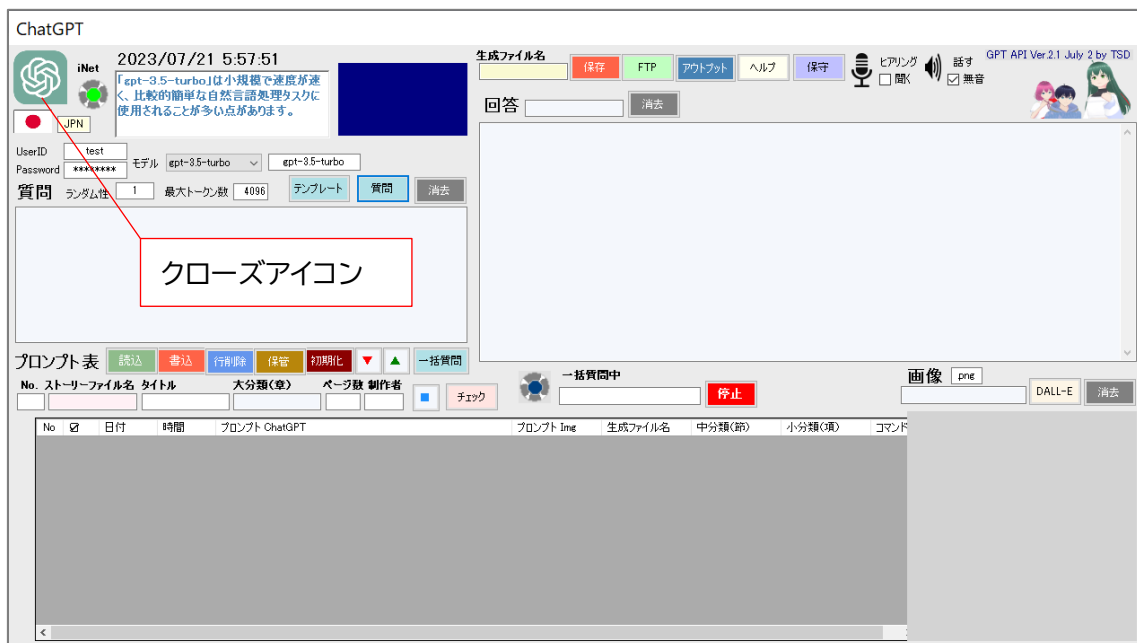 ChatGPT
iNet
2023/07/21 5:57:51
「gpt-3.5-turbo」は小規模で速度が速
く、比較的簡単な自然言語処理タスクに
使用されることが多い点があります。
JPN
UserID test
Password ********
モデル gpt-3.5-turbo gpt-3.5-turbo
質問 ランダム性 1 最大トークン数 4096 テンプレート 質問 消去
クローズアイコン
生成ファイル名 保存 FTP アウトプット ヘルプ 保守 ヒアリング 聞く 話す 無音
GPT API Ver.2.1 July 2 by TSD
回答 消去
プロンプト表 読込 書込 行削除 保管 初期化 ▼ ▲ 一括質問
No. ストーリーファイル名 タイトル 大分類(章) ページ数 制作者 チェック
一括質問中 停止
画像 png DALL-E 消去
No 日付 時間 プロンプト ChatGPT プロンプト Img 生成ファイル名 中分類(節) 小分類(項) コマンド